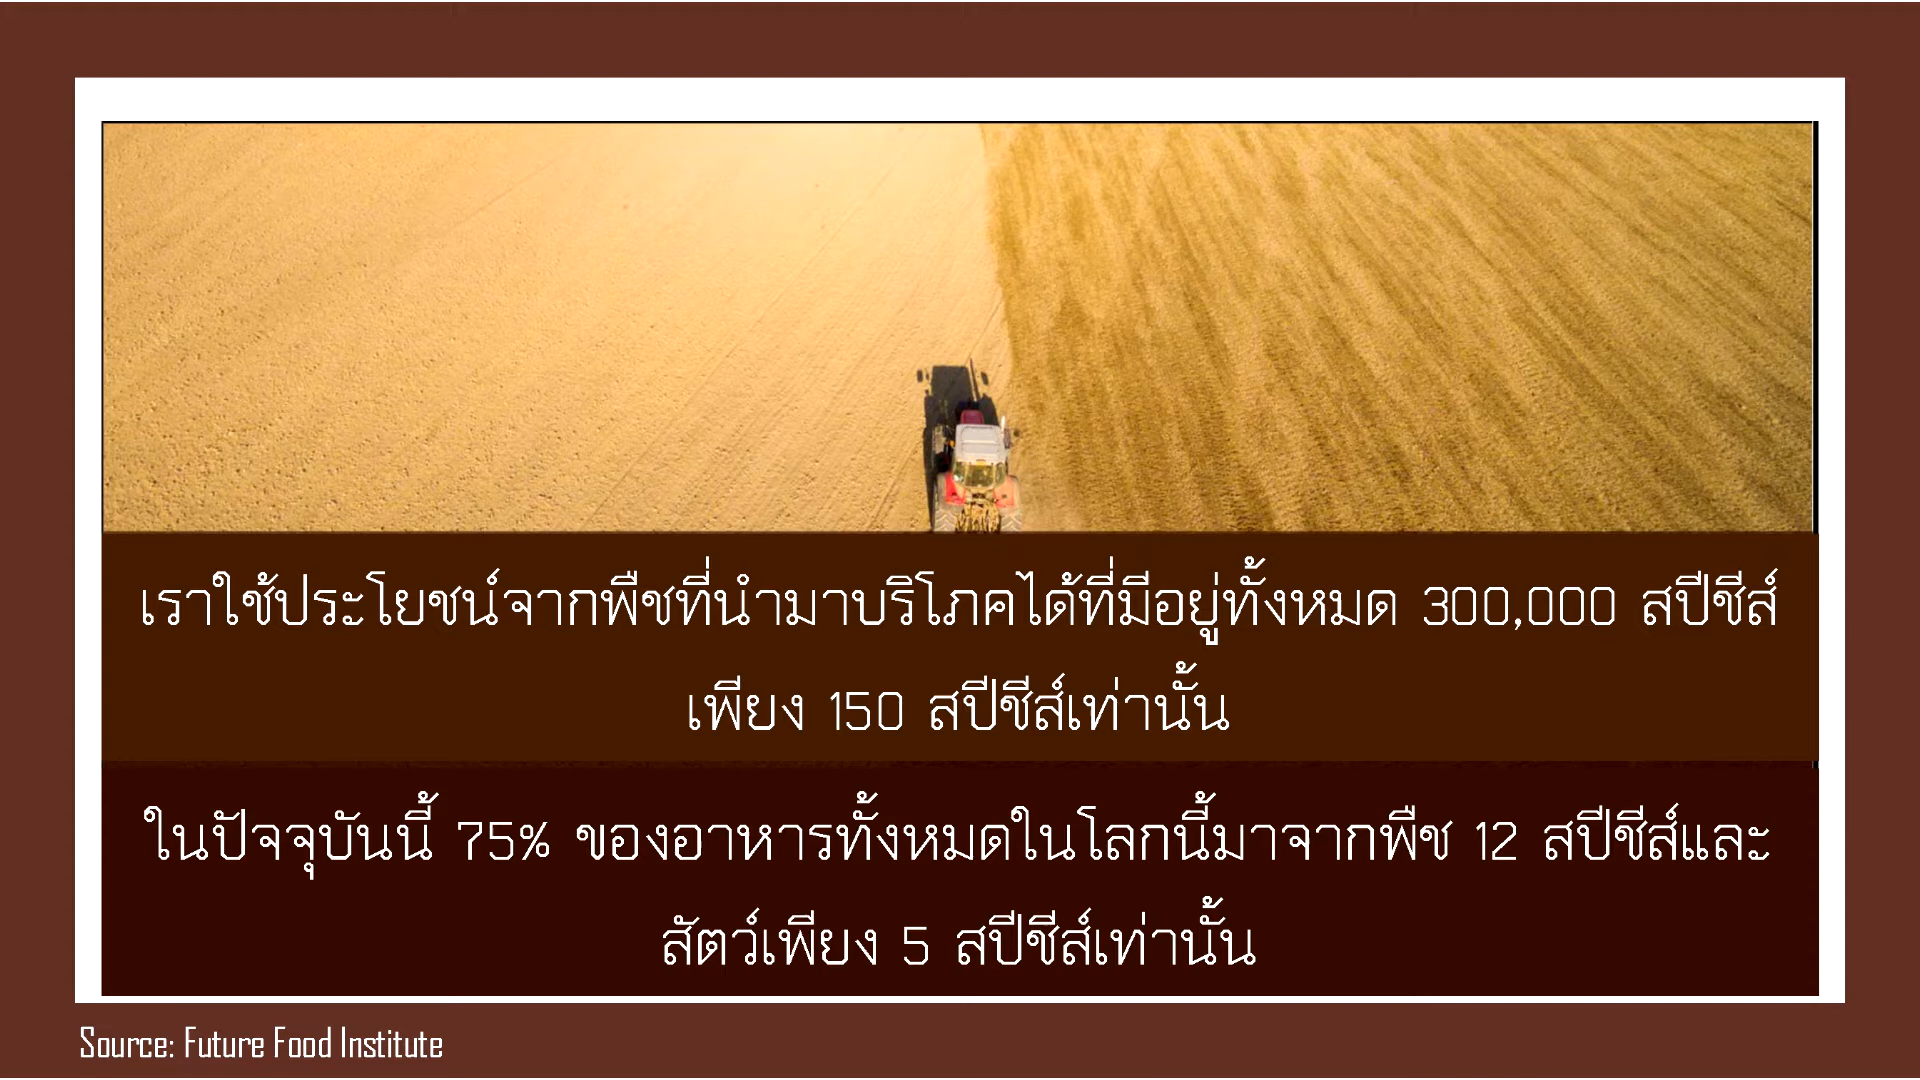 เราใช้ประโยชน์จากพืชที่นำมาบริโภคได้ที่มีอยู่ทั้งหมด 300,000 สปีชีส์
เพียง 150 สปีชีส์เท่านั้น
ในปัจจุบันนี้ 75% ของอาหารทั้งหมดในโลกนี้มาจากพืช 12 สปีชีส์และ
สัตว์เพียง 5 สปีชีส์เท่านั้น
Source: Future Food Institute